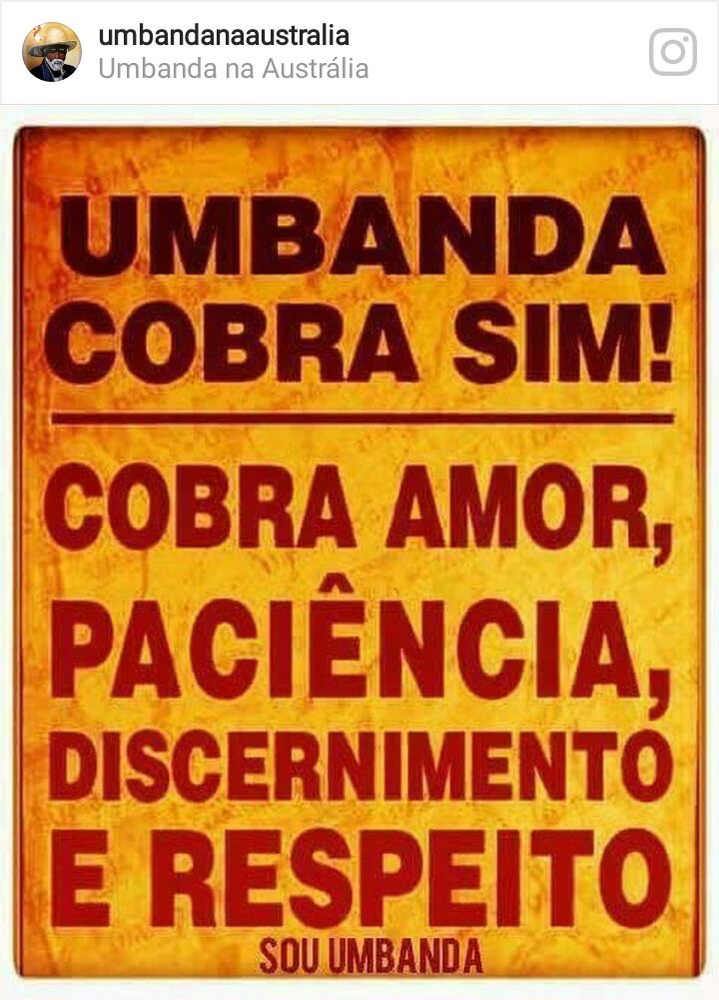 umbandanaaustralia
Umbanda na Austrália
UMBANDA
COBRA SIM!
COBRA AMOR,
PACIÊNCIA,
DISCERNIMENTO
E RESPEITO
SOU UMBANDA